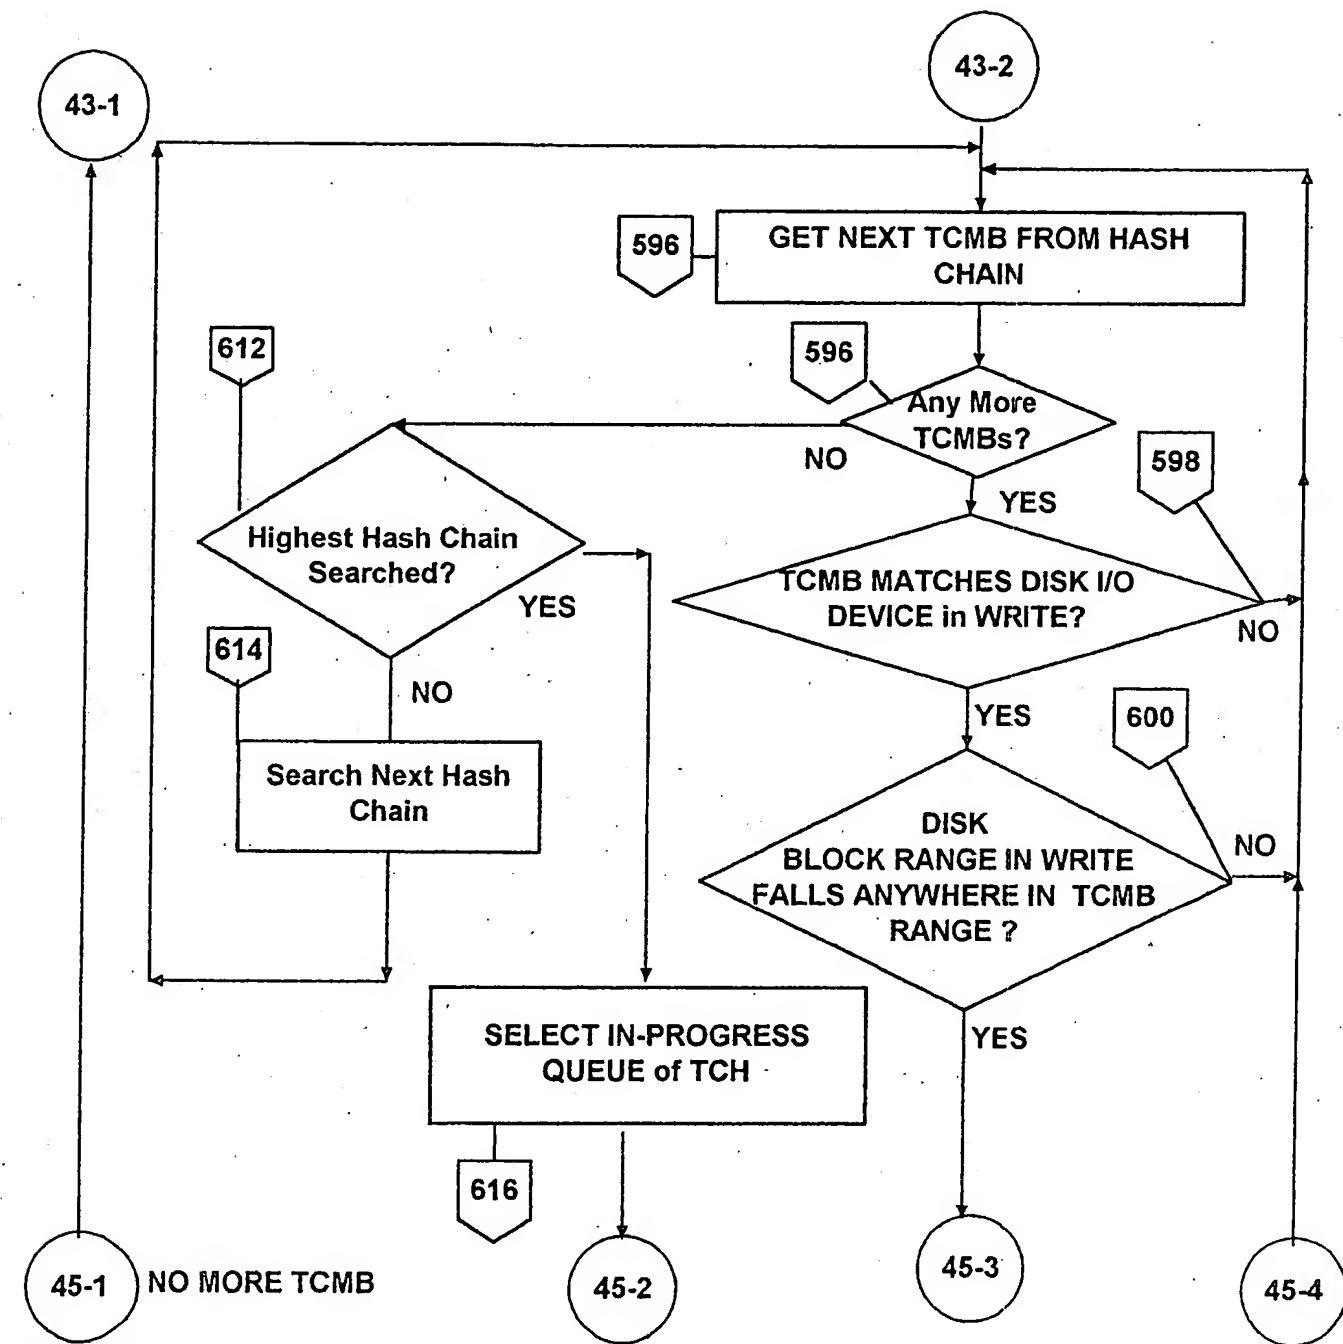 43-1
43-2
596
GET NEXT TCMB FROM HASH
CHAIN
612
596
Any More
TCMBs?
NO
598
YES
Highest Hash Chain
Searched?
YES
TCMB MATCHES DISK I/O
DEVICE in WRITE?
NO
614
NO
YES
600
Search Next Hash
Chain
DISK
BLOCK RANGE IN WRITE
FALLS ANYWHERE IN TCMB
RANGE ?
NO
SELECT IN-PROGRESS
QUEUE of TCH
YES
616
45-1
NO MORE TCMB
45-2
45-3
45-4